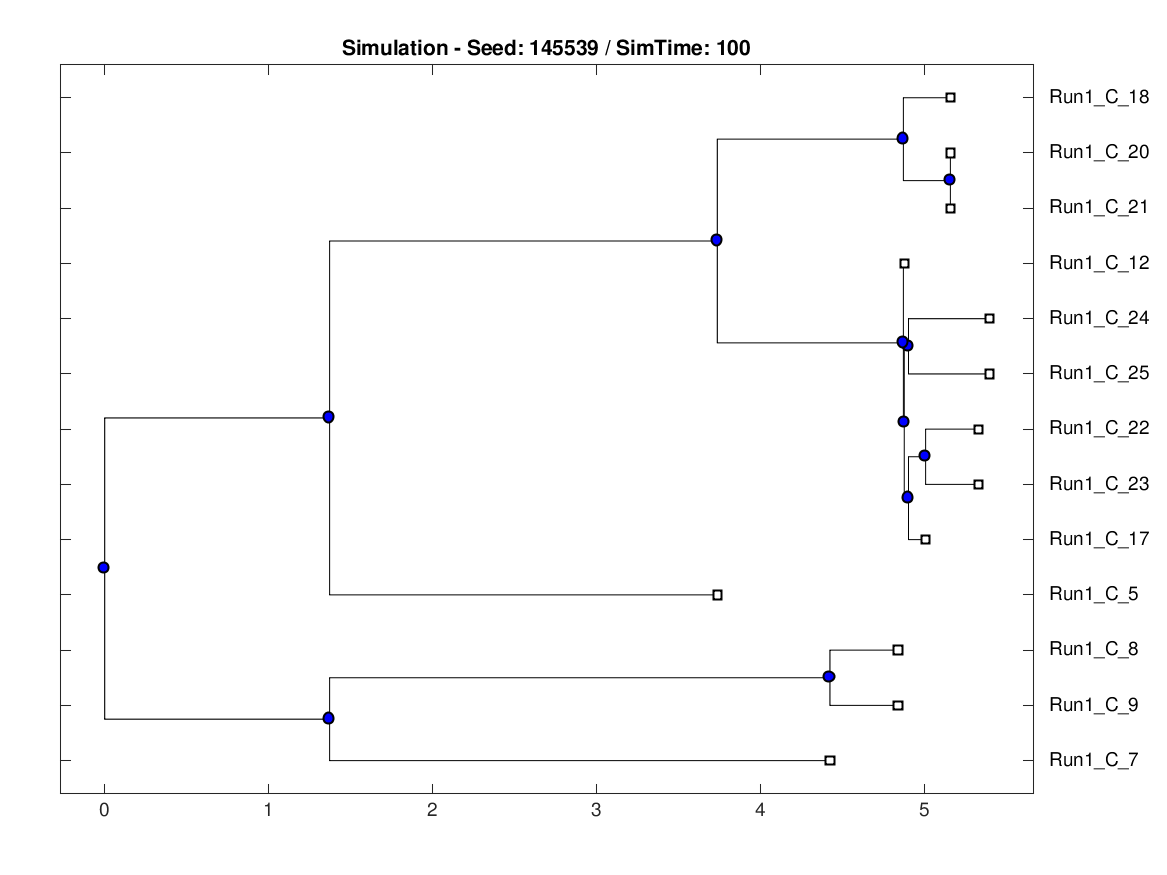 Simulation - Seed: 145539 / SimTime: 100
Run1_C_18
Run1_C_20
Run1_C_21
Run1_C_12
Run1_C_24
Run1_C_25
Run1_C_22
Run1_C_23
Run1_C_17
Run1_C_5
Run1_C_8
Run1_C_9
Run1_C_7
0 1 2 3 4 5